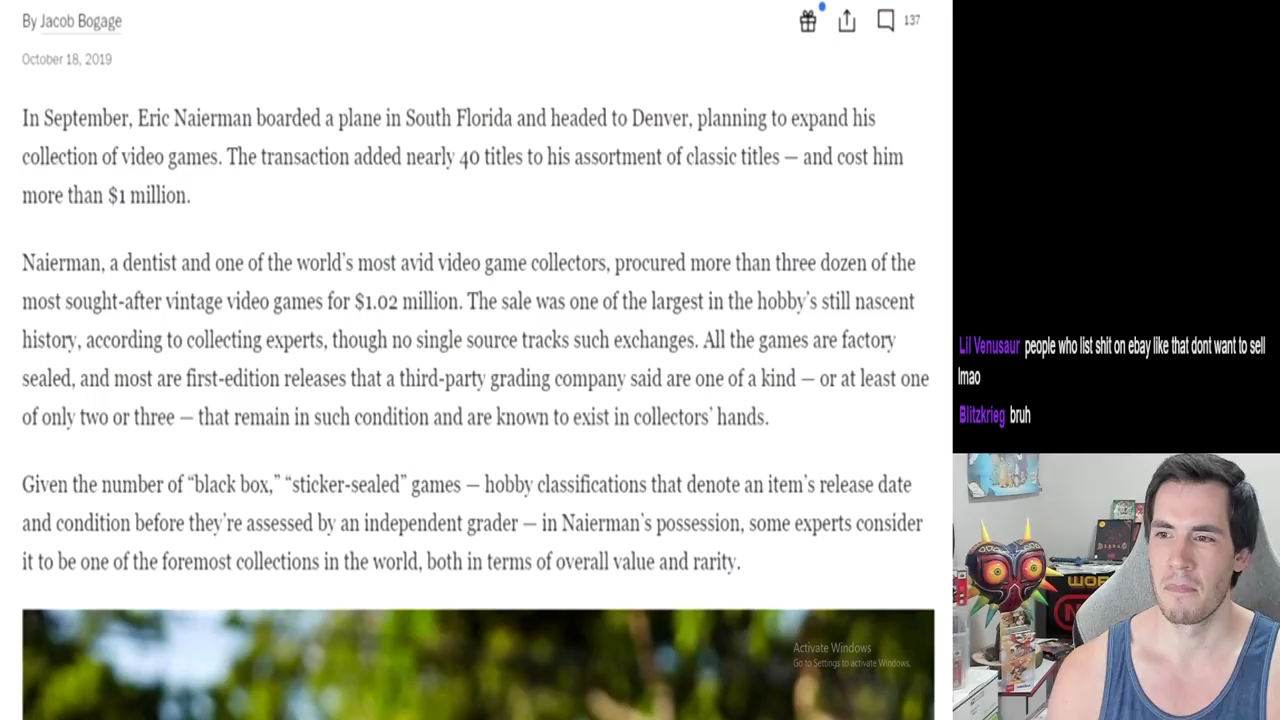 By Jacob Bogage
137
October 18, 2019
In September, Eric Naierman boarded a plane in South Florida and headed to Denver, planning to expand his
collection of video games. The transaction added nearly 40 titles to his assortment of classic titles — and cost him
more than $1 million.
Naierman, a dentist and one of the world's most avid video game collectors, procured more than three dozen of the
most sought-after vintage video games for $1.02 million. The sale was one of the largest in the hobby's still nascent
history, according to collecting experts, though no single source tracks such exchanges. All the games are factory
sealed, and most are first-edition releases that a third-party grading company said are one of a kind — or at least one
of only two or three — that remain in such condition and are known to exist in collectors' hands.
Given the number of “black box,” “sticker-sealed” games — hobby classifications that denote an item's release date
and condition before they're assessed by an independent grader — in Naierman's possession, some experts consider
it to be one of the foremost collections in the world, both in terms of overall value and rarity.
Activate Windows
Go to Settings to activate Windows.
Lil Venusaur people who list shit on ebay like that dont want to sell
lmao
Blitzkrieg bruh